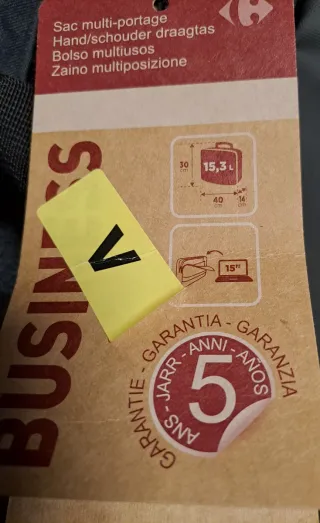 Sac multi-portage
Hand/schouder draagtas
Bolso multiusos
Zaino multiposizione
BUSINESS
30
cm
15,3 L
40
cm
16
cm
V
15"
GARANTIE - GARANTIA - GARANZIA
ANS - JARR - ANNI - AÑOS
5